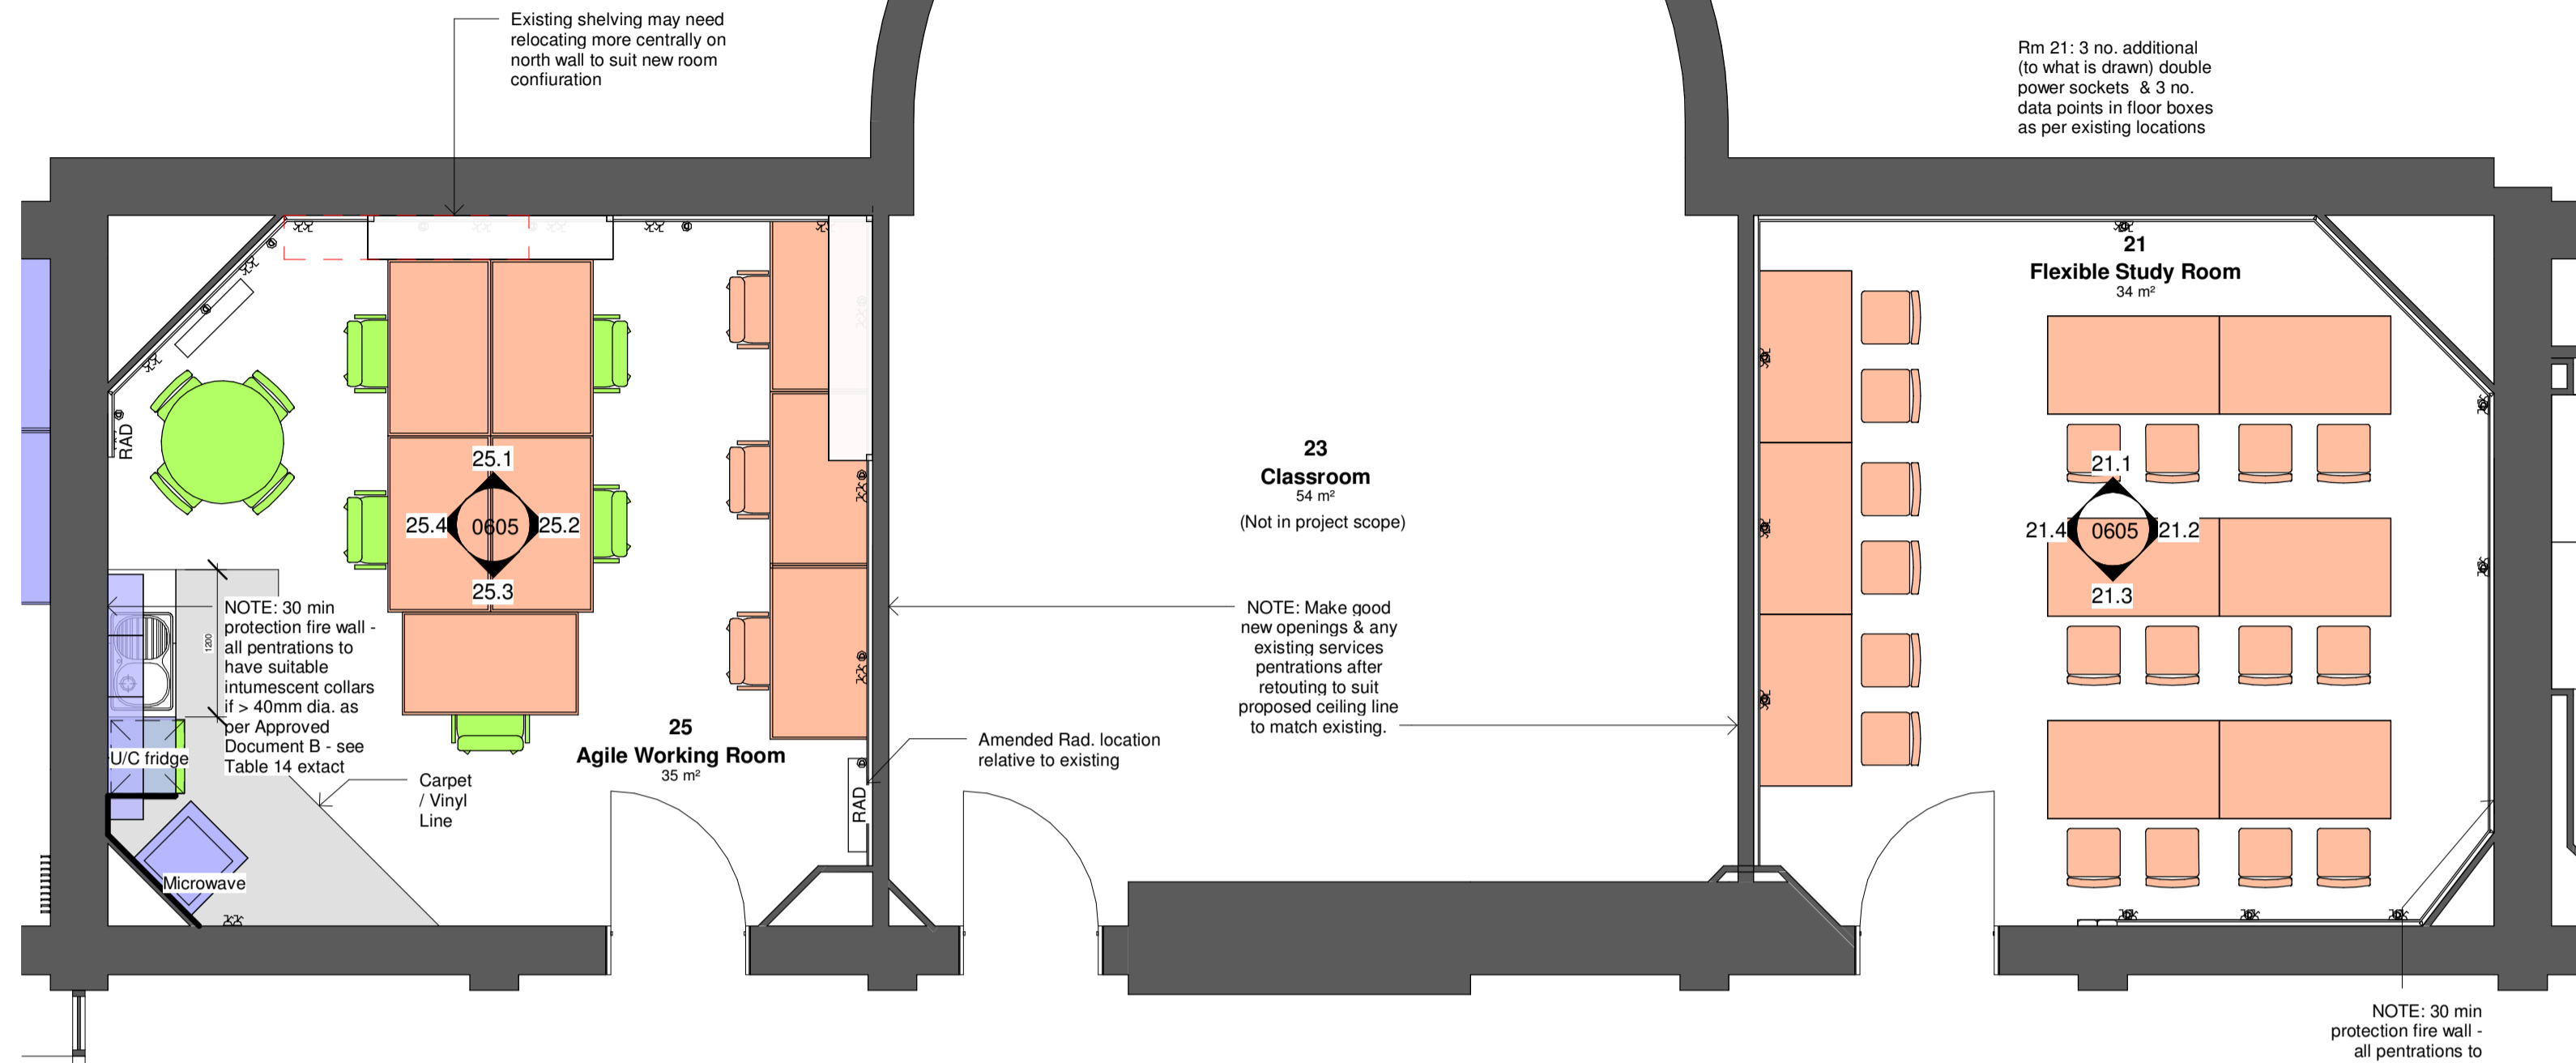 Existing shelving may need
relocating more centrally on
north wall to suit new room
confiuration
Rm 21: 3 no. additional
(to what is drawn) double
power sockets & 3 no.
data points in floor boxes
as per existing locations
21
Flexible Study Room
34 m²
RAD
25.1
25.4
0605
25.2
25.3
23
Classroom
54 m²
(Not in project scope)
21.1
21.4
0605
21.2
21.3
1200
NOTE: 30 min
protection fire wall -
all pentrations to
have suitable
intumescent collars
if > 40mm dia. as
per Approved
Document B - see
Table 14 extact
NOTE: Make good
new openings & any
existing services
pentrations after
retouting to suit
proposed ceiling line
to match existing.
25
Agile Working Room
35 m²
Amended Rad. location
relative to existing
U/C fridge
Carpet
/ Vinyl
Line
RAD
Microwave
NOTE: 30 min
protection fire wall -
all pentrations to